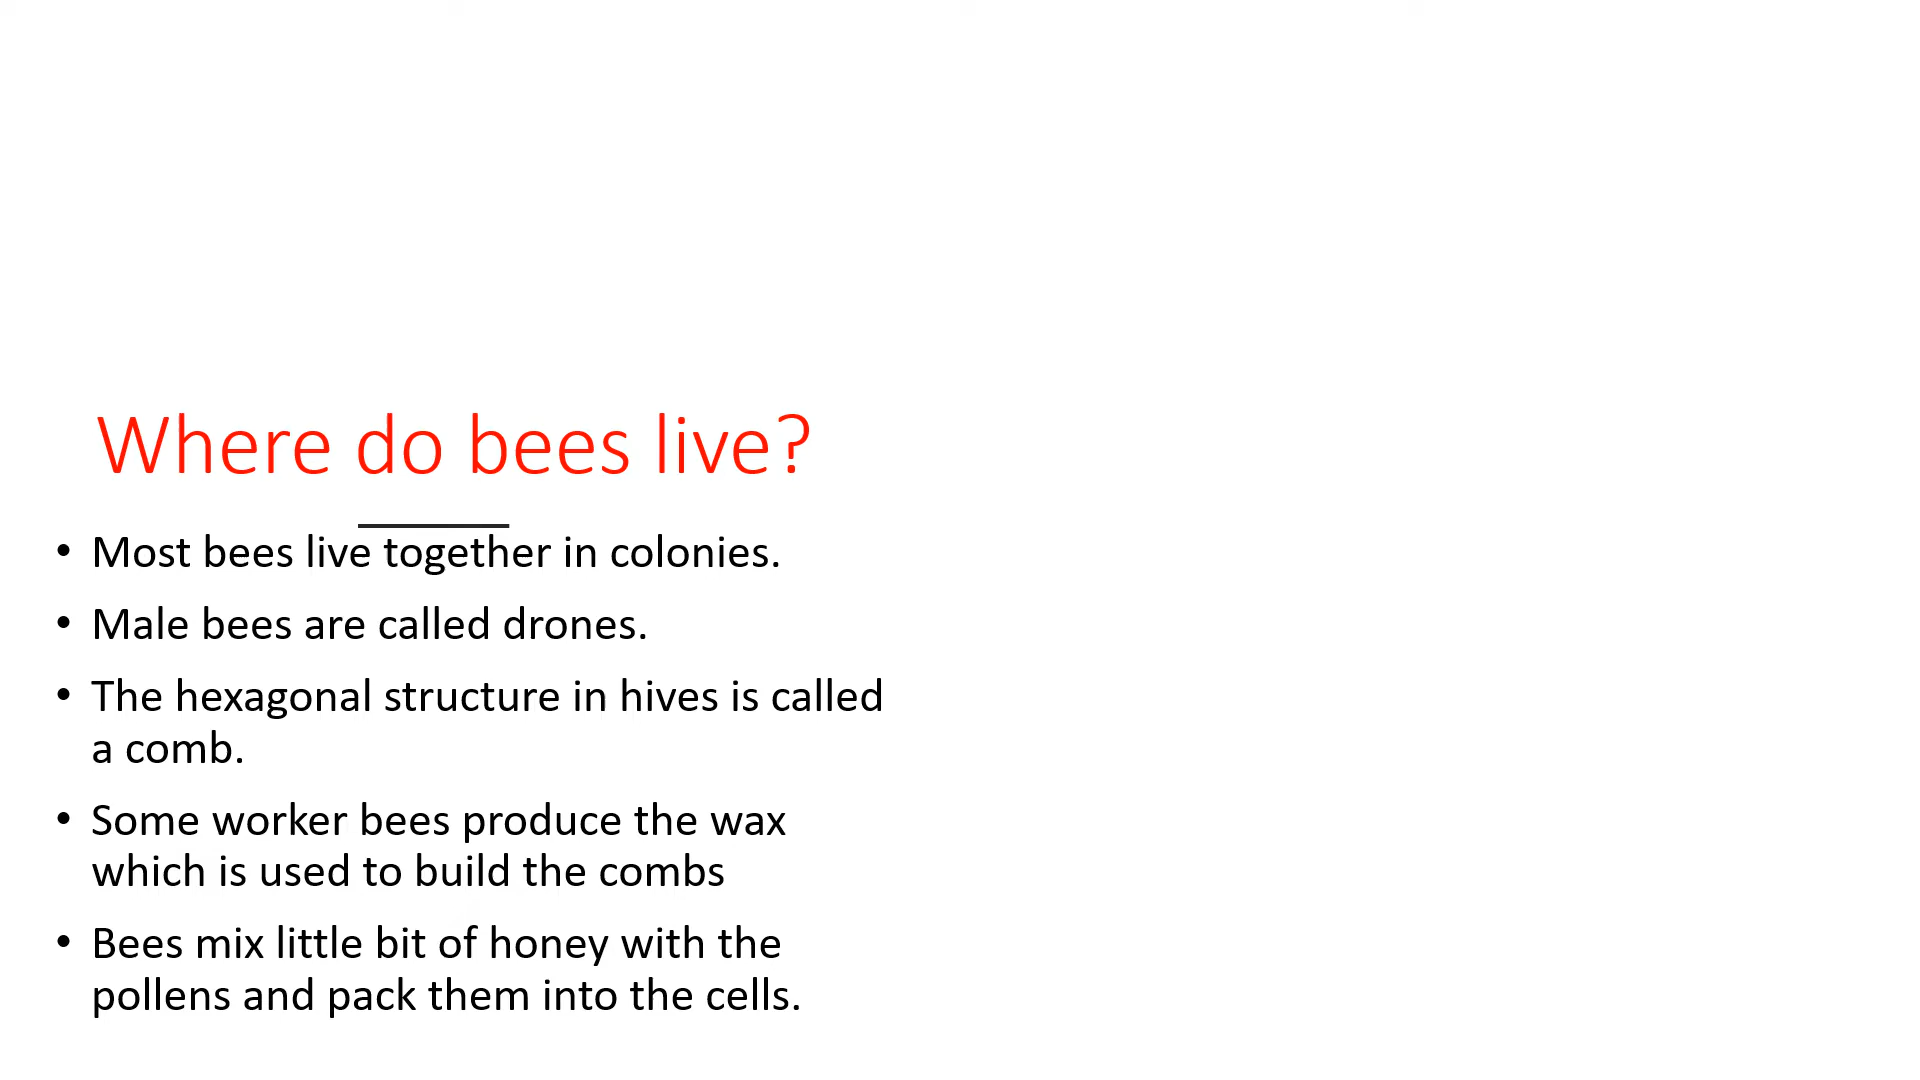 Where do bees live?
• Most bees live together in colonies.
• Male bees are called drones.
• The hexagonal structure in hives is called
a comb.
• Some worker bees produce the wax
which is used to build the combs
• Bees mix little bit of honey with the
pollens and pack them into the cells.